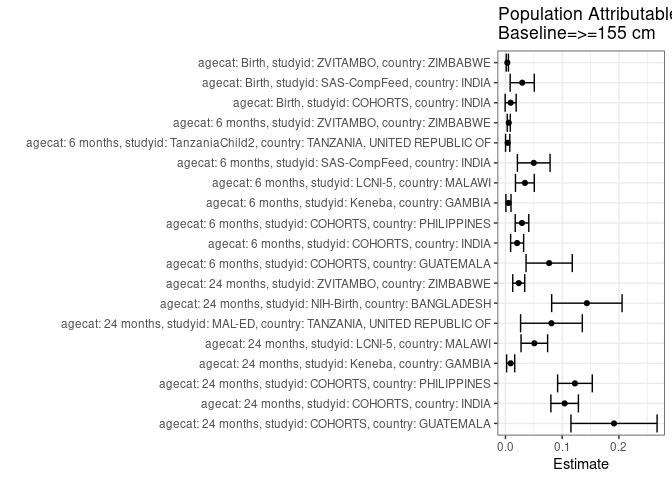 Population Attributable
Baseline=>=155 cm
agecat: Birth, studyid: ZVITAMBO, country: ZIMBABWE
agecat: Birth, studyid: SAS-CompFeed, country: INDIA
agecat: Birth, studyid: COHORTS, country: INDIA
agecat: 6 months, studyid: ZVITAMBO, country: ZIMBABWE
agecat: 6 months, studyid: TanzaniaChild2, country: TANZANIA, UNITED REPUBLIC OF
agecat: 6 months, studyid: SAS-CompFeed, country: INDIA
agecat: 6 months, studyid: LCNI-5, country: MALAWI
agecat: 6 months, studyid: Keneba, country: GAMBIA
agecat: 6 months, studyid: COHORTS, country: PHILIPPINES
agecat: 6 months, studyid: COHORTS, country: INDIA
agecat: 6 months, studyid: COHORTS, country: GUATEMALA
agecat: 24 months, studyid: ZVITAMBO, country: ZIMBABWE
agecat: 24 months, studyid: NIH-Birth, country: BANGLADESH
agecat: 24 months, studyid: MAL-ED, country: TANZANIA, UNITED REPUBLIC OF
agecat: 24 months, studyid: LCNI-5, country: MALAWI
agecat: 24 months, studyid: Keneba, country: GAMBIA
agecat: 24 months, studyid: COHORTS, country: PHILIPPINES
agecat: 24 months, studyid: COHORTS, country: INDIA
agecat: 24 months, studyid: COHORTS, country: GUATEMALA
0.0 0.1 0.2
Estimate